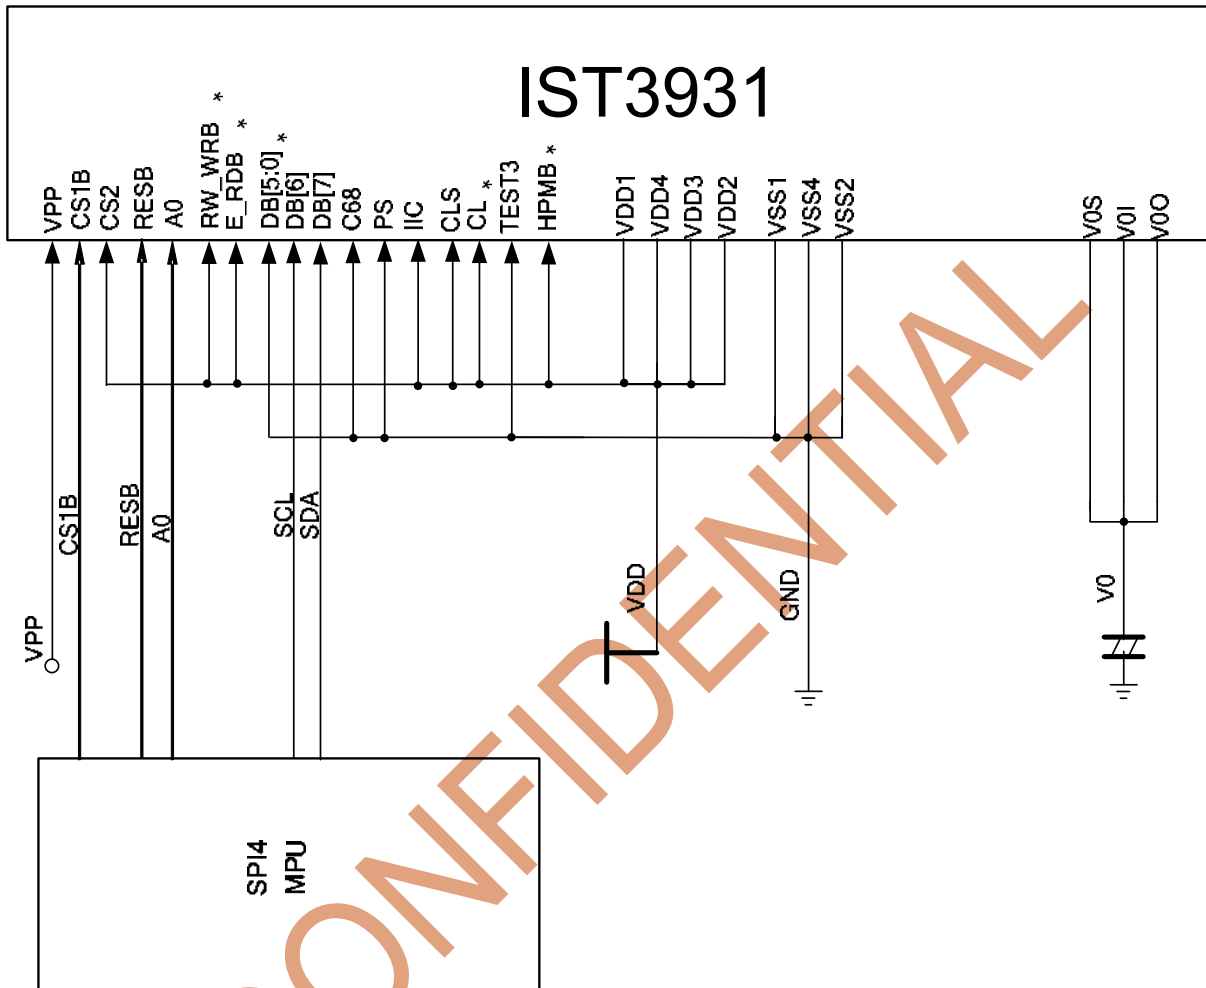 IST3931
VPP
CS1B
CS2
RESB
A0
RW_WRB *
E_RDB *
DB[5:0] *
DB[6]
DB[7]
C68
PS
IIC
CLS
CL *
TEST3
HPMB *
VDD1
VDD4
VDD3
VDD2
VSS1
VSS4
VSS2
V0S
V0I
V0O
VPP
CS1B
RESB
A0
SCL
SDA
VDD
GND
V0
SPI4
MPU
CONFIDENTIAL